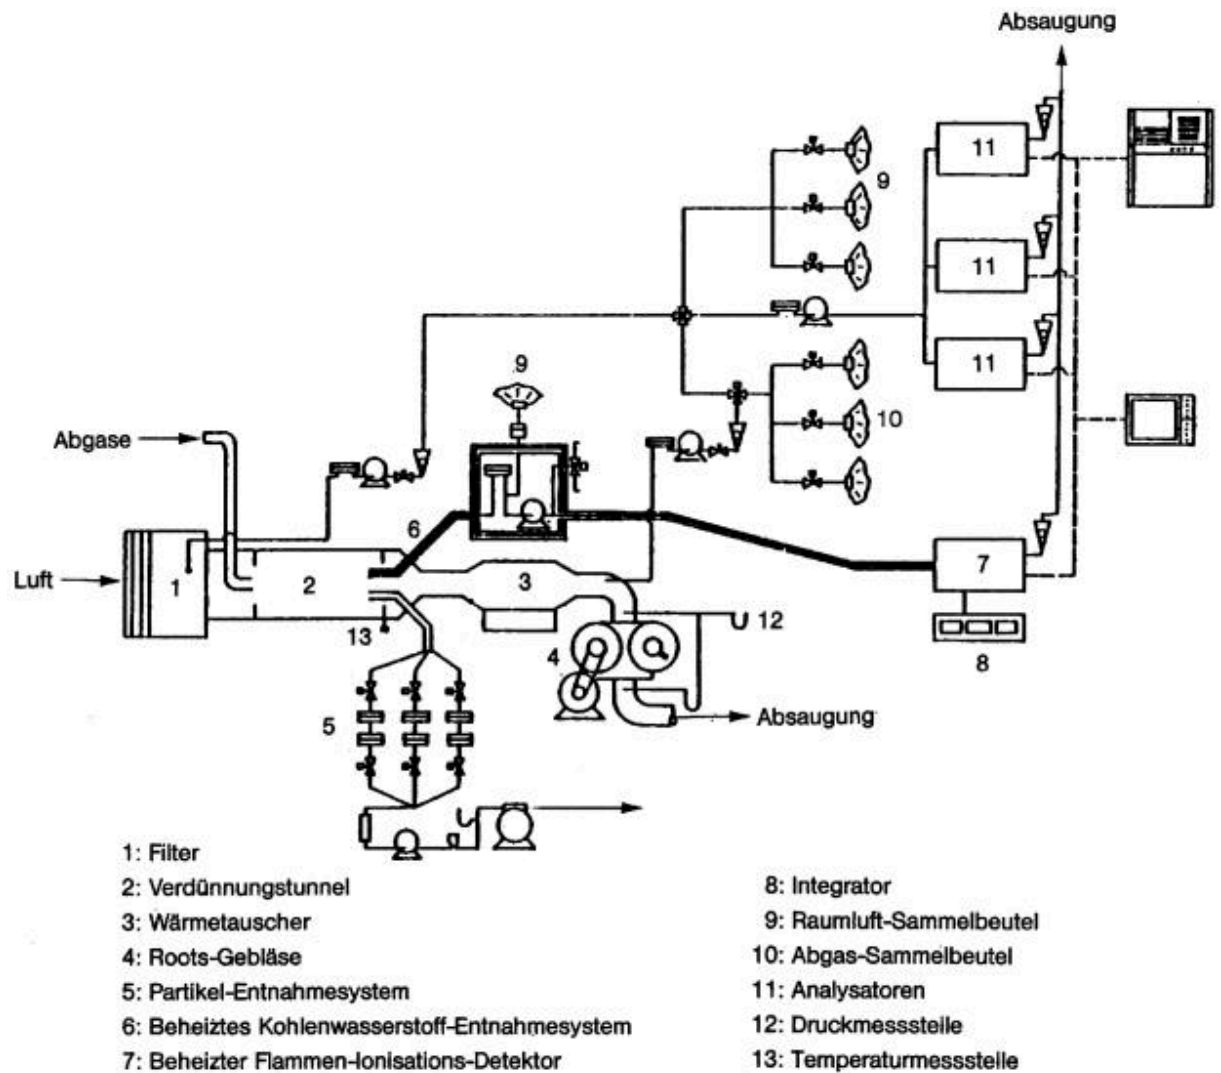 Absaugung
11
9
11
11
9
10
Abgase
6
Luft
1
2
3
7
12
13
4
8
5
Absaugung
1: Filter
2: Verdünnungstunnel
3: Wärmetauscher
4: Roots-Gebläse
5: Partikel-Entnahmesystem
6: Beheiztes Kohlenwasserstoff-Entnahmesystem
7: Beheizter Flammen-Ionisations-Detektor
8: Integrator
9: Raumluft-Sammelbeutel
10: Abgas-Sammelbeutel
11: Analysatoren
12: Druckmessstelle
13: Temperaturmessstelle